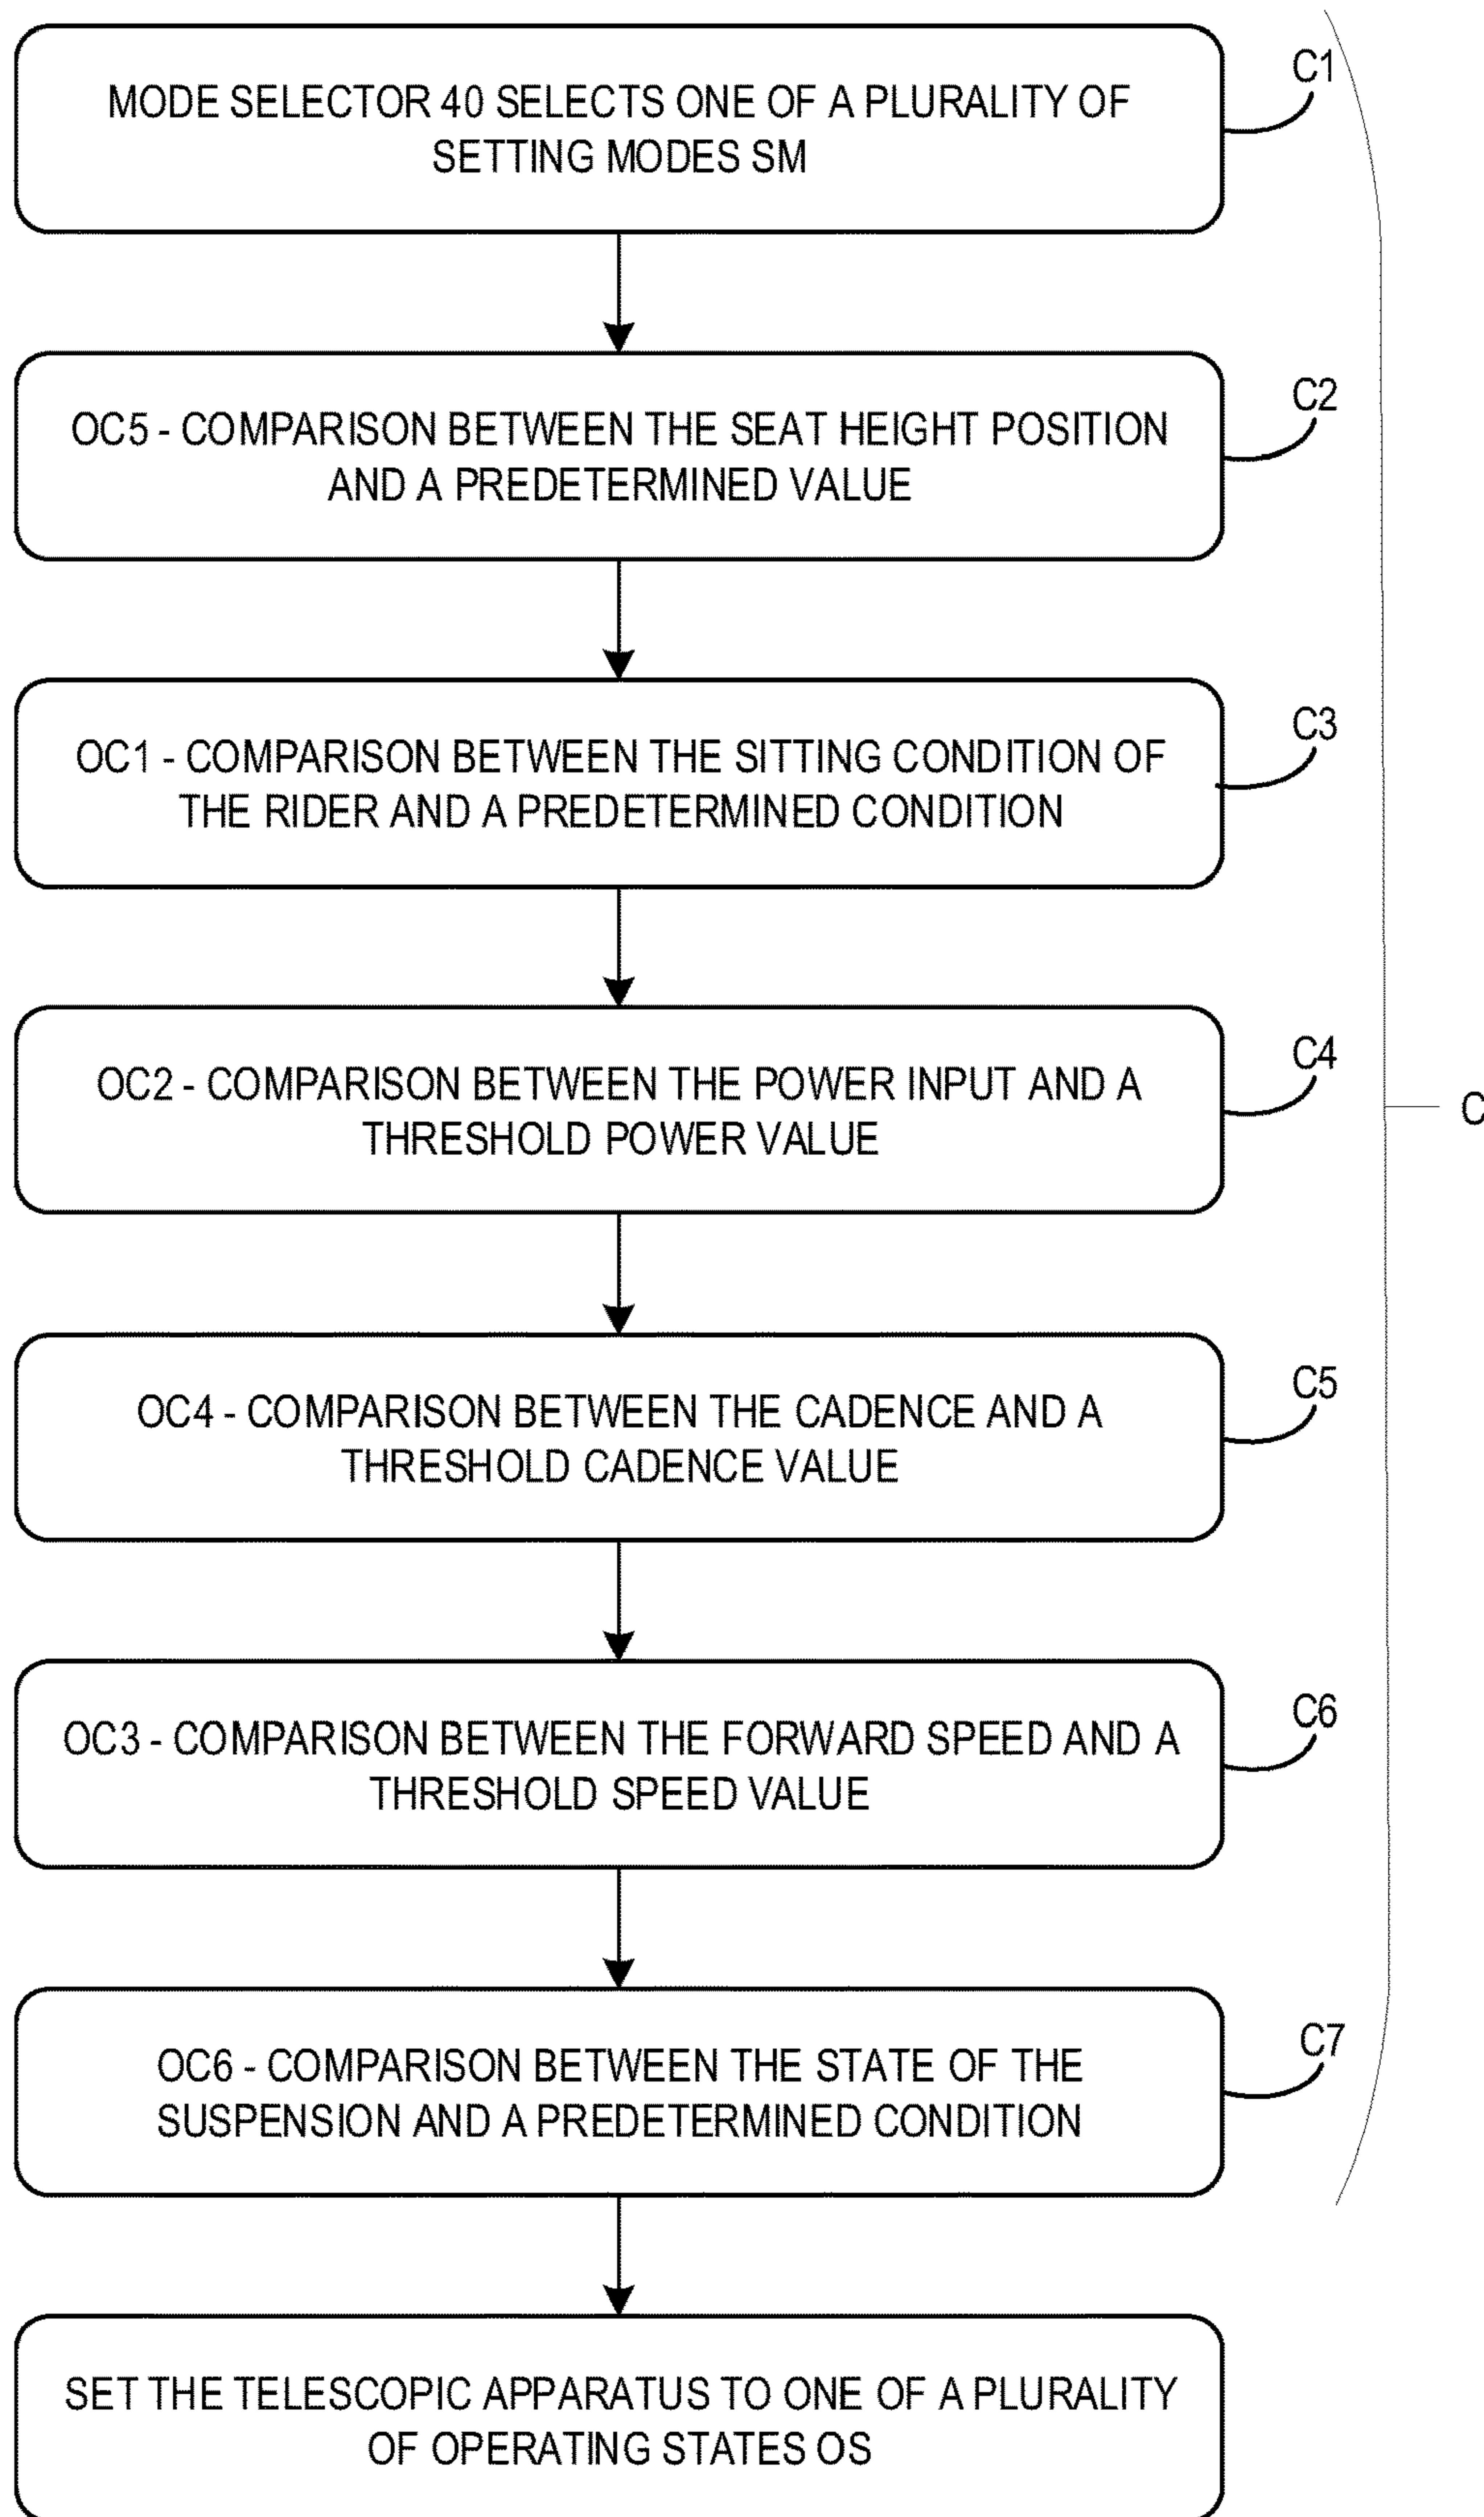 MODE SELECTOR 40 SELECTS ONE OF A PLURALITY OF
SETTING MODES SM
C1
OC5 - COMPARISON BETWEEN THE SEAT HEIGHT POSITION
AND A PREDETERMINED VALUE
C2
OC1 - COMPARISON BETWEEN THE SITTING CONDITION OF
THE RIDER AND A PREDETERMINED CONDITION
C3
OC2 - COMPARISON BETWEEN THE POWER INPUT AND A
THRESHOLD POWER VALUE
C4
C
OC4 - COMPARISON BETWEEN THE CADENCE AND A
THRESHOLD CADENCE VALUE
C5
OC3 - COMPARISON BETWEEN THE FORWARD SPEED AND A
THRESHOLD SPEED VALUE
C6
OC6 - COMPARISON BETWEEN THE STATE OF THE
SUSPENSION AND A PREDETERMINED CONDITION
C7
SET THE TELESCOPIC APPARATUS TO ONE OF A PLURALITY
OF OPERATING STATES OS